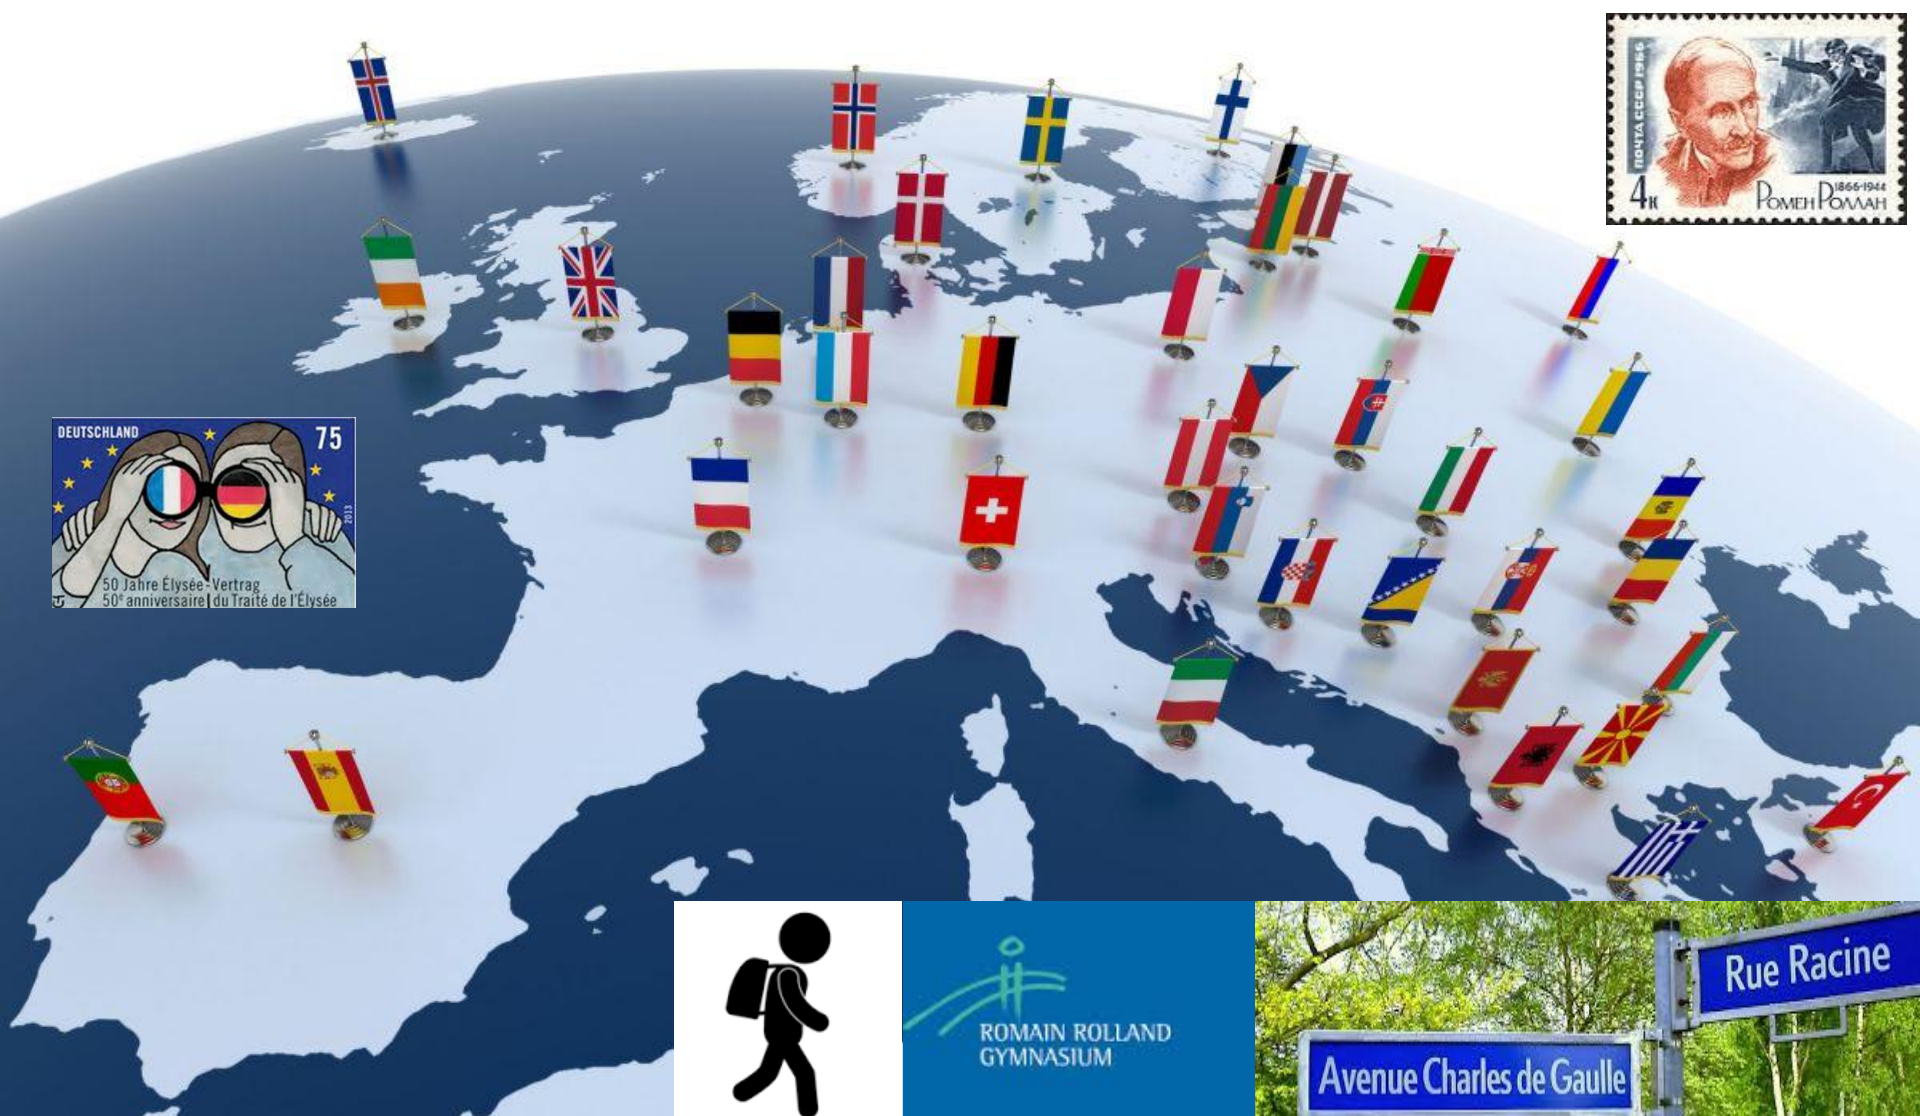 ПОЧТА СССР 1966
4к
1866-1944
РОМЕН РОЛЛАН
DEUTSCHLAND
75
2013
50 Jahre Élysée-Vertrag
50e anniversaire du Traité de l'Élysée
ROMAIN ROLLAND
GYMNASIUM
Rue Racine
Avenue Charles de Gaulle